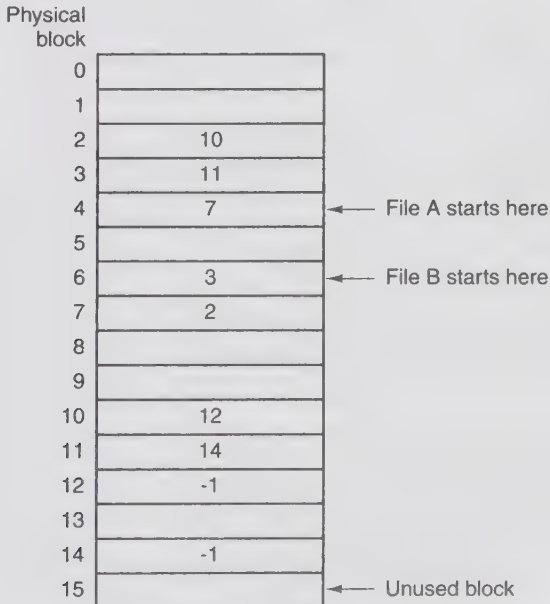 Physical
block
0
1
2 10
3 11
4 7 File A starts here
5
6 3 File B starts here
7 2
8
9
10 12
11 14
12 -1
13
14 -1
15 Unused block